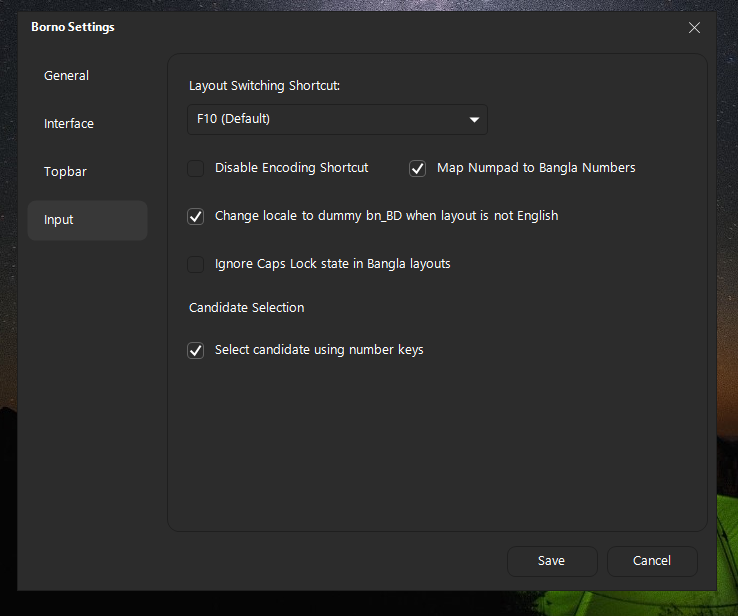 Borno Settings
General
Interface
Topbar
Input
Layout Switching Shortcut:
F10 (Default)
Disable Encoding Shortcut
Map Numpad to Bangla Numbers
Change locale to dummy bn_BD when layout is not English
Ignore Caps Lock state in Bangla layouts
Candidate Selection
Select candidate using number keys
Save
Cancel